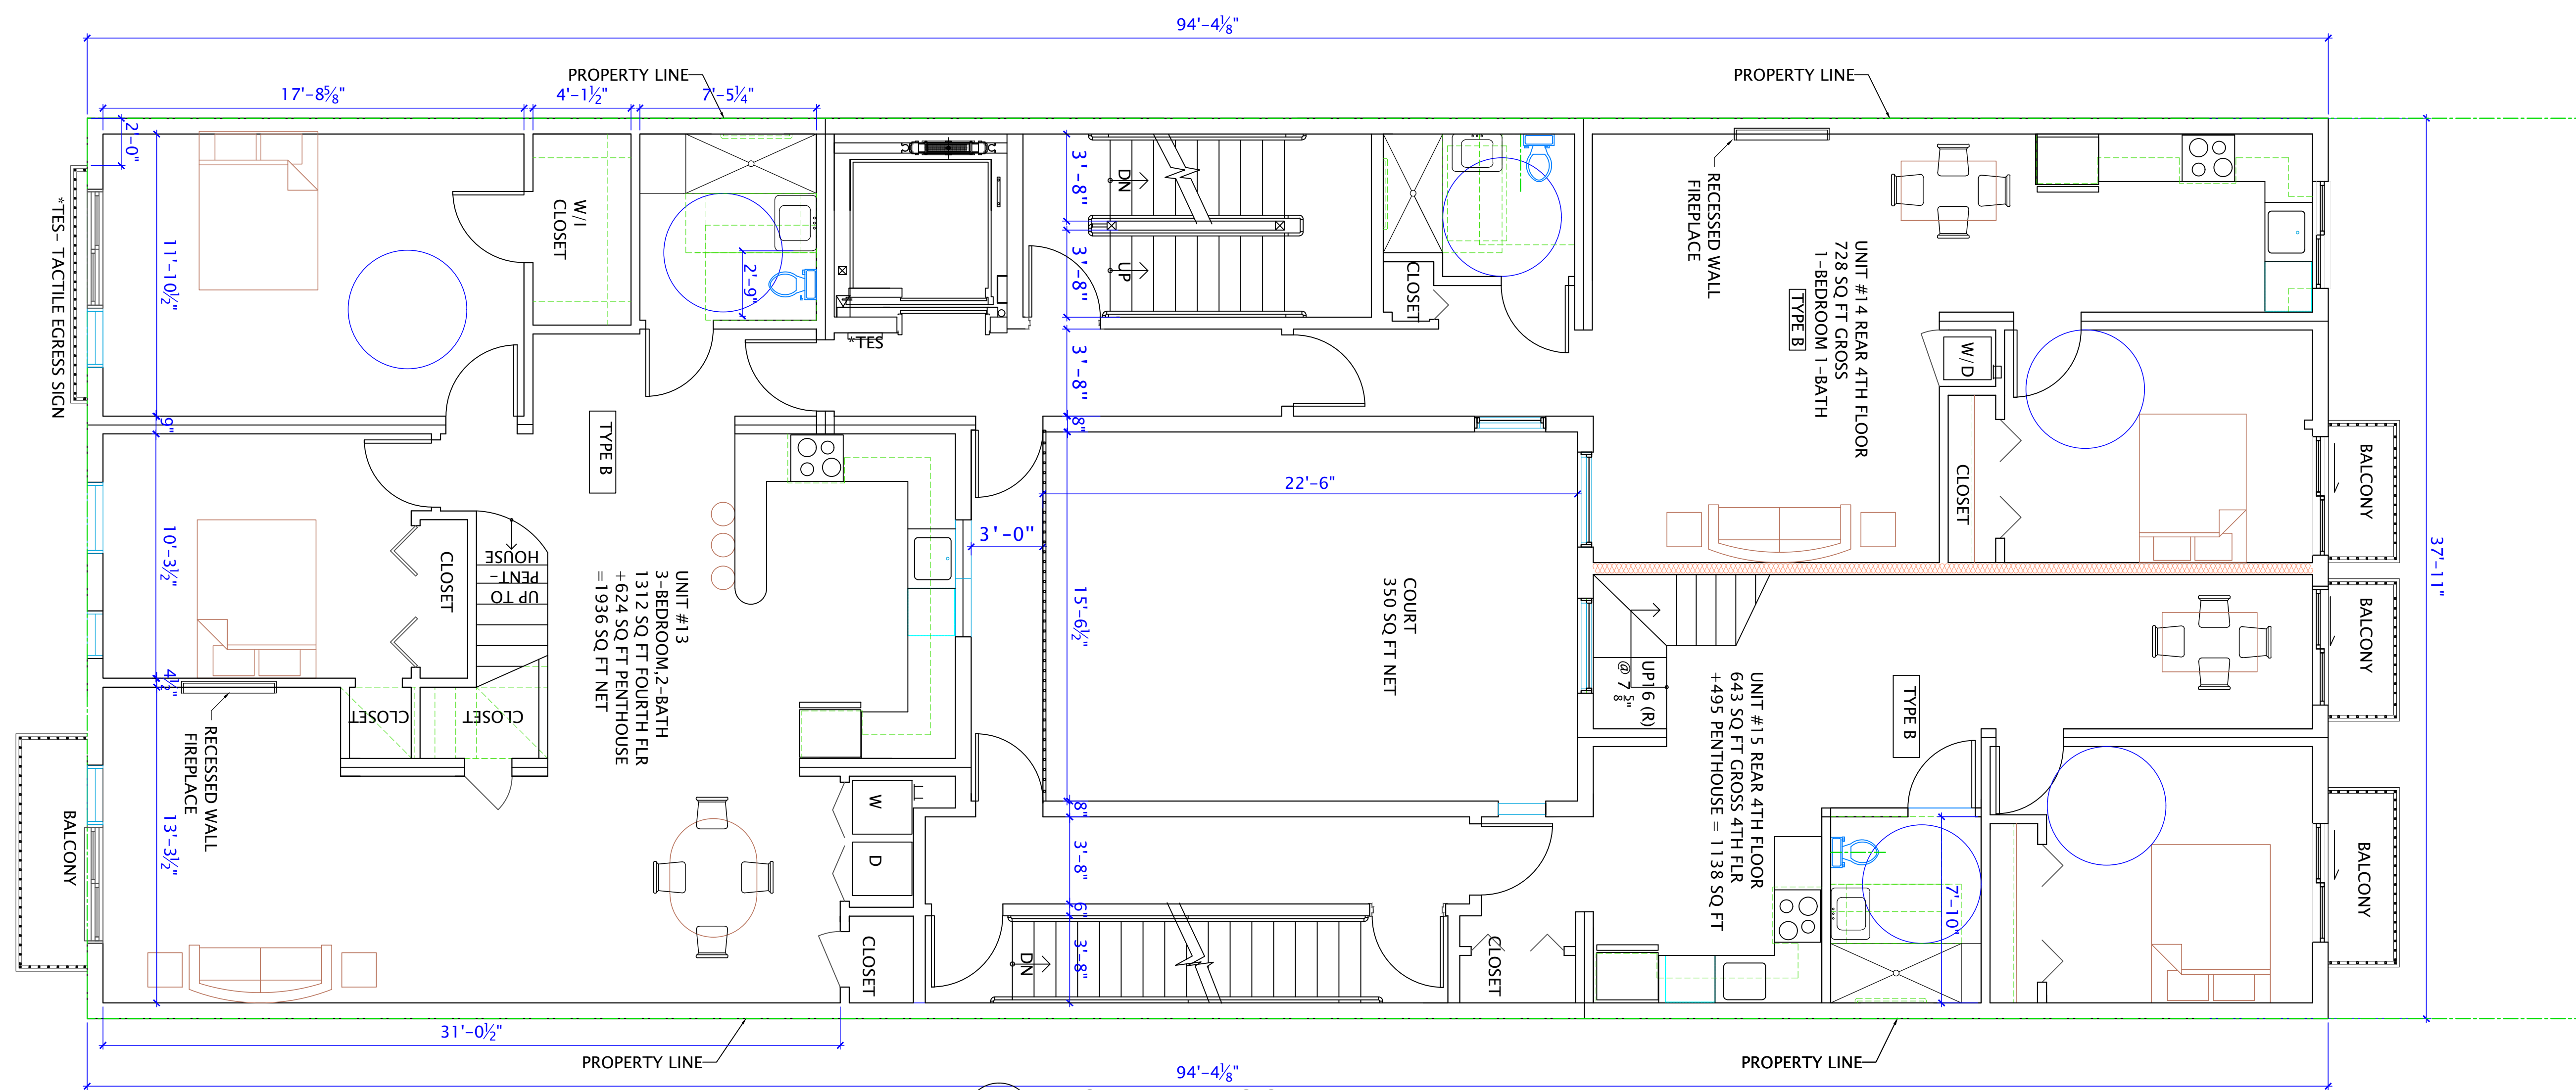 94'-4⅛"
PROPERTY LINE
PROPERTY LINE
17'-8⅝"
4'-1½"
7'-5¼"
2'-0"
*TES- TACTILE EGRESS SIGN
11'-10½"
W/I
CLOSET
2'-9"
*TES
3'-8"
DN
3'-8"
UP
3'-8"
8"
CLOSET
RECESSED WALL
FIREPLACE
UNIT #14 REAR 4TH FLOOR
728 SQ FT GROSS
1-BEDROOM 1-BATH
TYPE B
W/D
CLOSET
BALCONY
9"
10'-3½"
CLOSET
UP TO
PENT-
HOUSE
TYPE B
UNIT #13
3-BEDROOM,2-BATH
1312 SQ FT FOURTH FLR
+624 SQ FT PENTHOUSE
=1936 SQ FT NET
3'-0"
22'-6"
15'-6½"
COURT
350 SQ FT NET
37'-11"
BALCONY
UP16 (R)
@ 7 ⅝"
UNIT #15 REAR 4TH FLOOR
643 SQ FT GROSS 4TH FLR
+495 PENTHOUSE = 1138 SQ FT
TYPE B
4½"
CLOSET
CLOSET
RECESSED WALL
FIREPLACE
BALCONY
13'-3½"
W
D
CLOSET
8"
3'-8"
6"
3'-8"
DN
CLOSET
7'-10"
BALCONY
31'-0½"
PROPERTY LINE
PROPERTY LINE
94'-4⅛"